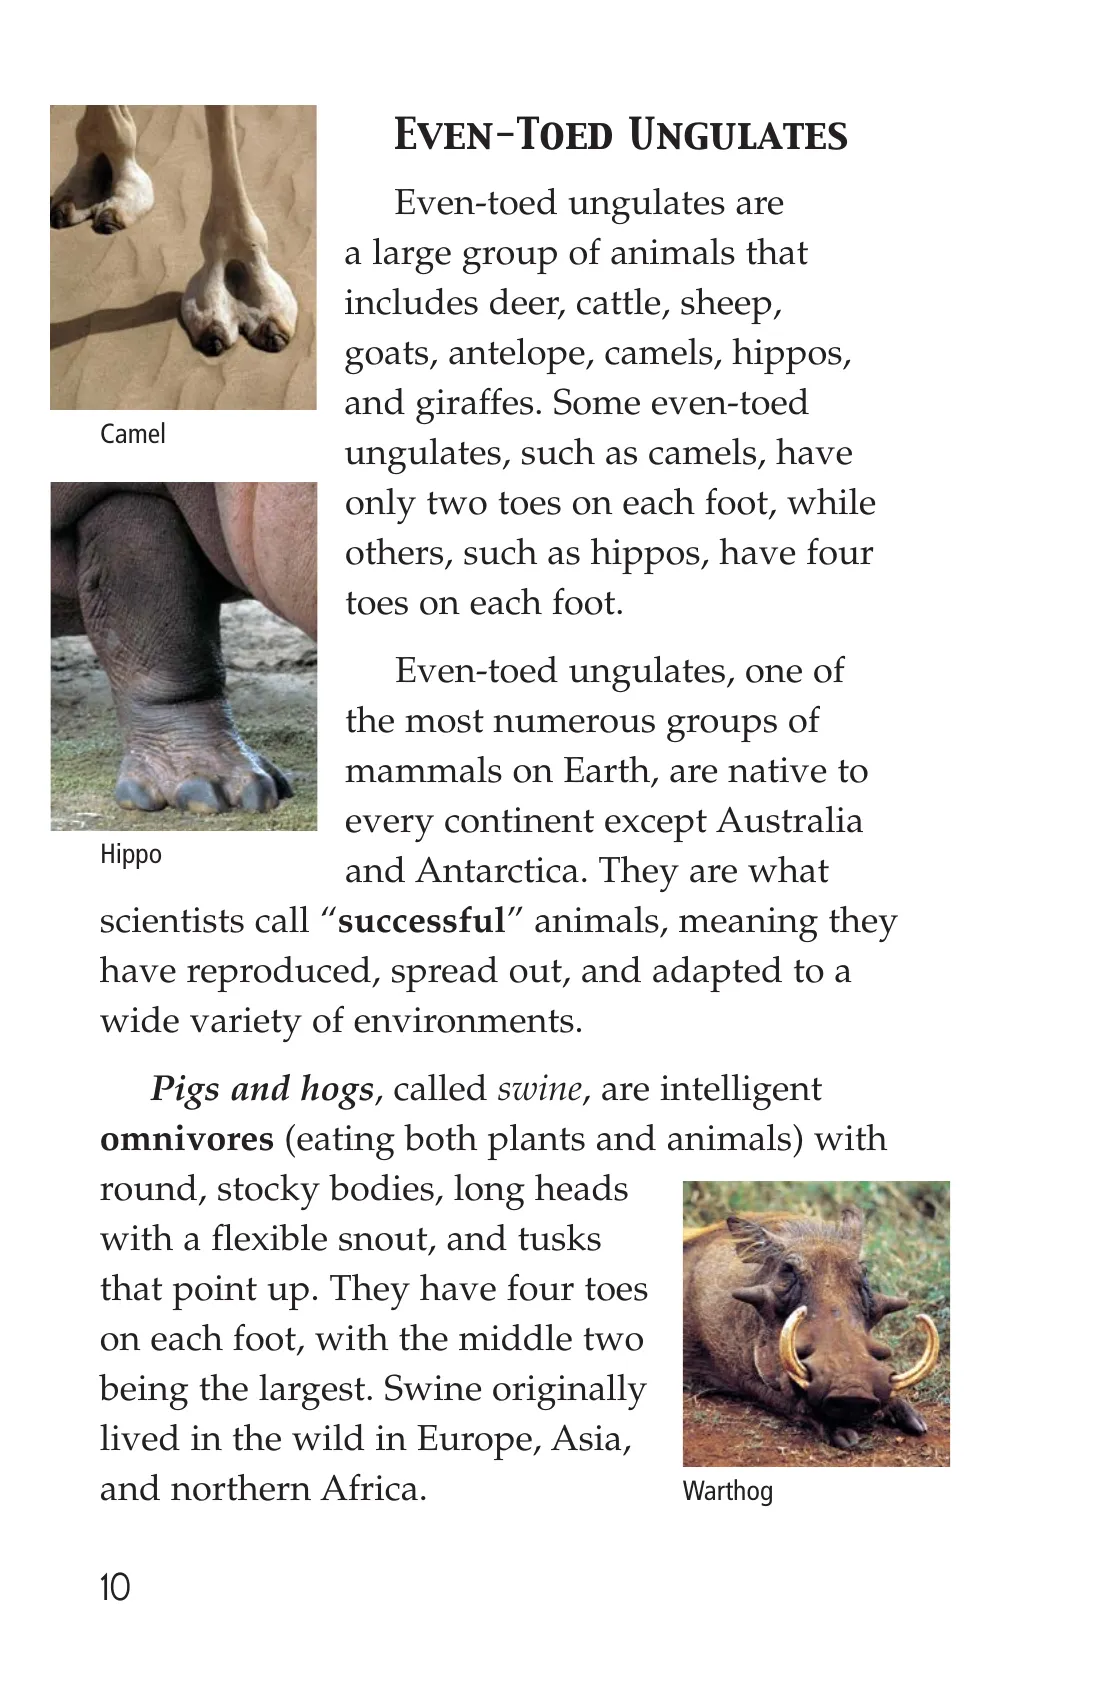 Even-Toed Ungulates
Even-toed ungulates are
a large group of animals that
includes deer, cattle, sheep,
goats, antelope, camels, hippos,
and giraffes. Some even-toed
ungulates, such as camels, have
only two toes on each foot, while
others, such as hippos, have four
toes on each foot.
Camel
Even-toed ungulates, one of
the most numerous groups of
mammals on Earth, are native to
every continent except Australia
and Antarctica. They are what
Hippo
scientists call “successful” animals, meaning they
have reproduced, spread out, and adapted to a
wide variety of environments.
Pigs and hogs, called swine, are intelligent
omnivores (eating both plants and animals) with
round, stocky bodies, long heads
with a flexible snout, and tusks
that point up. They have four toes
on each foot, with the middle two
being the largest. Swine originally
lived in the wild in Europe, Asia,
and northern Africa.
Warthog
10